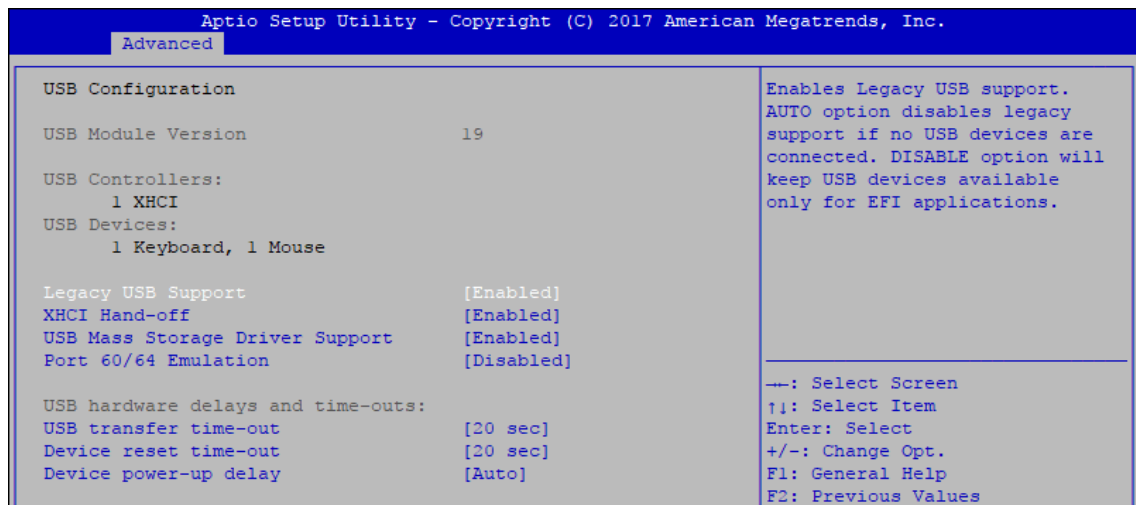 Aptio Setup Utility - Copyright (C) 2017 American Megatrends, Inc.
Advanced
USB Configuration
USB Module Version 19
USB Controllers:
1 XHCI
USB Devices:
1 Keyboard, 1 Mouse
Legacy USB Support [Enabled]
XHCI Hand-off [Enabled]
USB Mass Storage Driver Support [Enabled]
Port 60/64 Emulation [Disabled]
USB hardware delays and time-outs:
USB transfer time-out [20 sec]
Device reset time-out [20 sec]
Device power-up delay [Auto]
Enables Legacy USB support.
AUTO option disables legacy
support if no USB devices are
connected. DISABLE option will
keep USB devices available
only for EFI applications.
→←: Select Screen
↑↓: Select Item
Enter: Select
+/-: Change Opt.
F1: General Help
F2: Previous Values